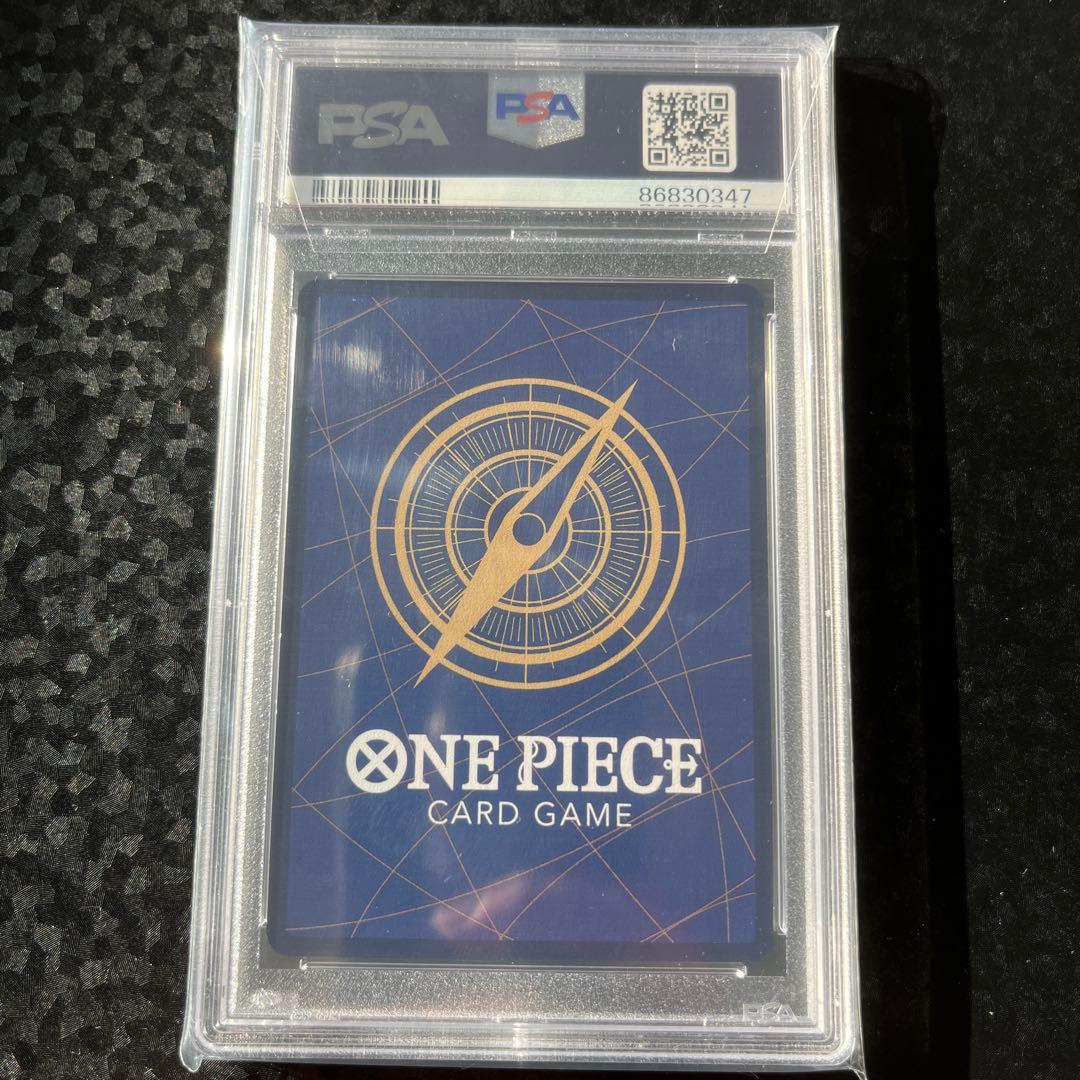 PSA
PSA
86830347
ONE PIECE
CARD GAME
PSA